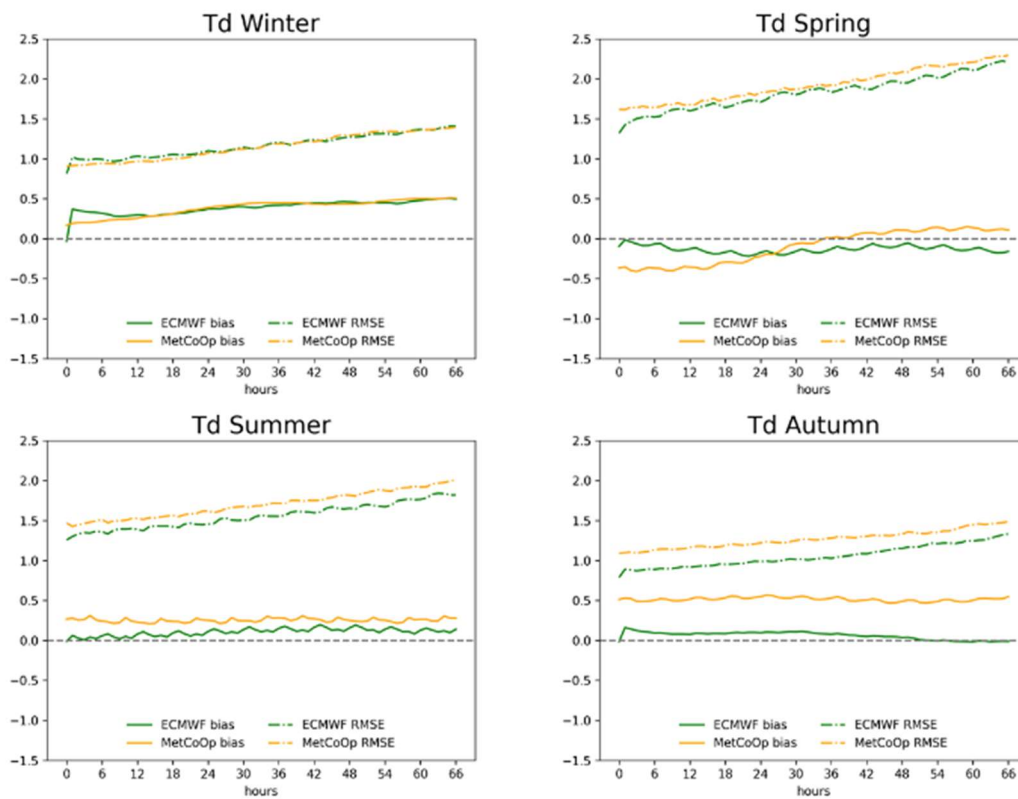 Td Winter
2.5
2.0
1.5
1.0
0.5
0.0
−0.5
−1.0
−1.5
ECMWF bias ECMWF RMSE
MetCoOp bias MetCoOp RMSE
0 6 12 18 24 30 36 42 48 54 60 66
hours
Td Spring
2.5
2.0
1.5
1.0
0.5
0.0
−0.5
−1.0
−1.5
ECMWF bias ECMWF RMSE
MetCoOp bias MetCoOp RMSE
0 6 12 18 24 30 36 42 48 54 60 66
hours
Td Summer
2.5
2.0
1.5
1.0
0.5
0.0
−0.5
−1.0
−1.5
ECMWF bias ECMWF RMSE
MetCoOp bias MetCoOp RMSE
0 6 12 18 24 30 36 42 48 54 60 66
hours
Td Autumn
2.5
2.0
1.5
1.0
0.5
0.0
−0.5
−1.0
−1.5
ECMWF bias ECMWF RMSE
MetCoOp bias MetCoOp RMSE
0 6 12 18 24 30 36 42 48 54 60 66
hours